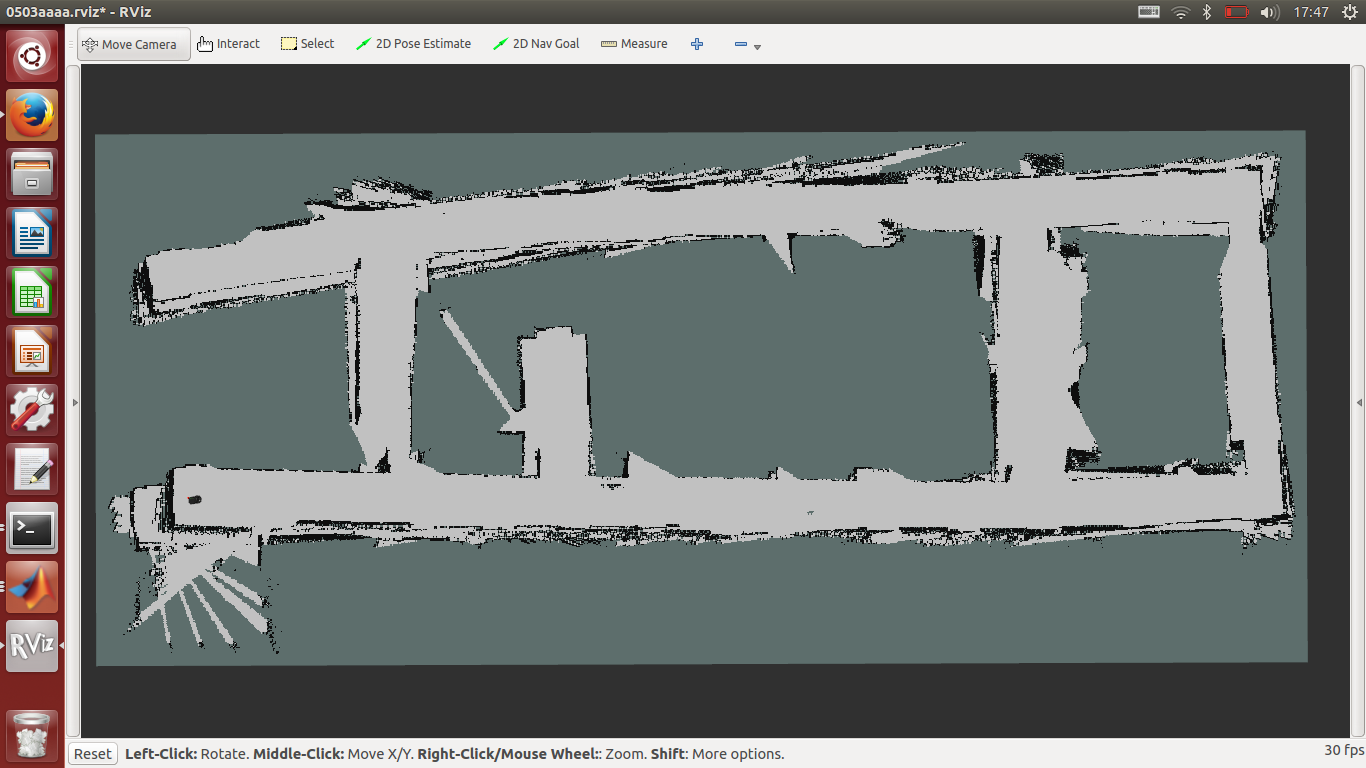 0503aaaa.rviz* - RViz
17:47
Move Camera
Interact
Select
2D Pose Estimate
2D Nav Goal
Measure
RViz
Reset
Left-Click: Rotate. Middle-Click: Move X/Y. Right-Click/Mouse Wheel:: Zoom. Shift: More options.
30 fps